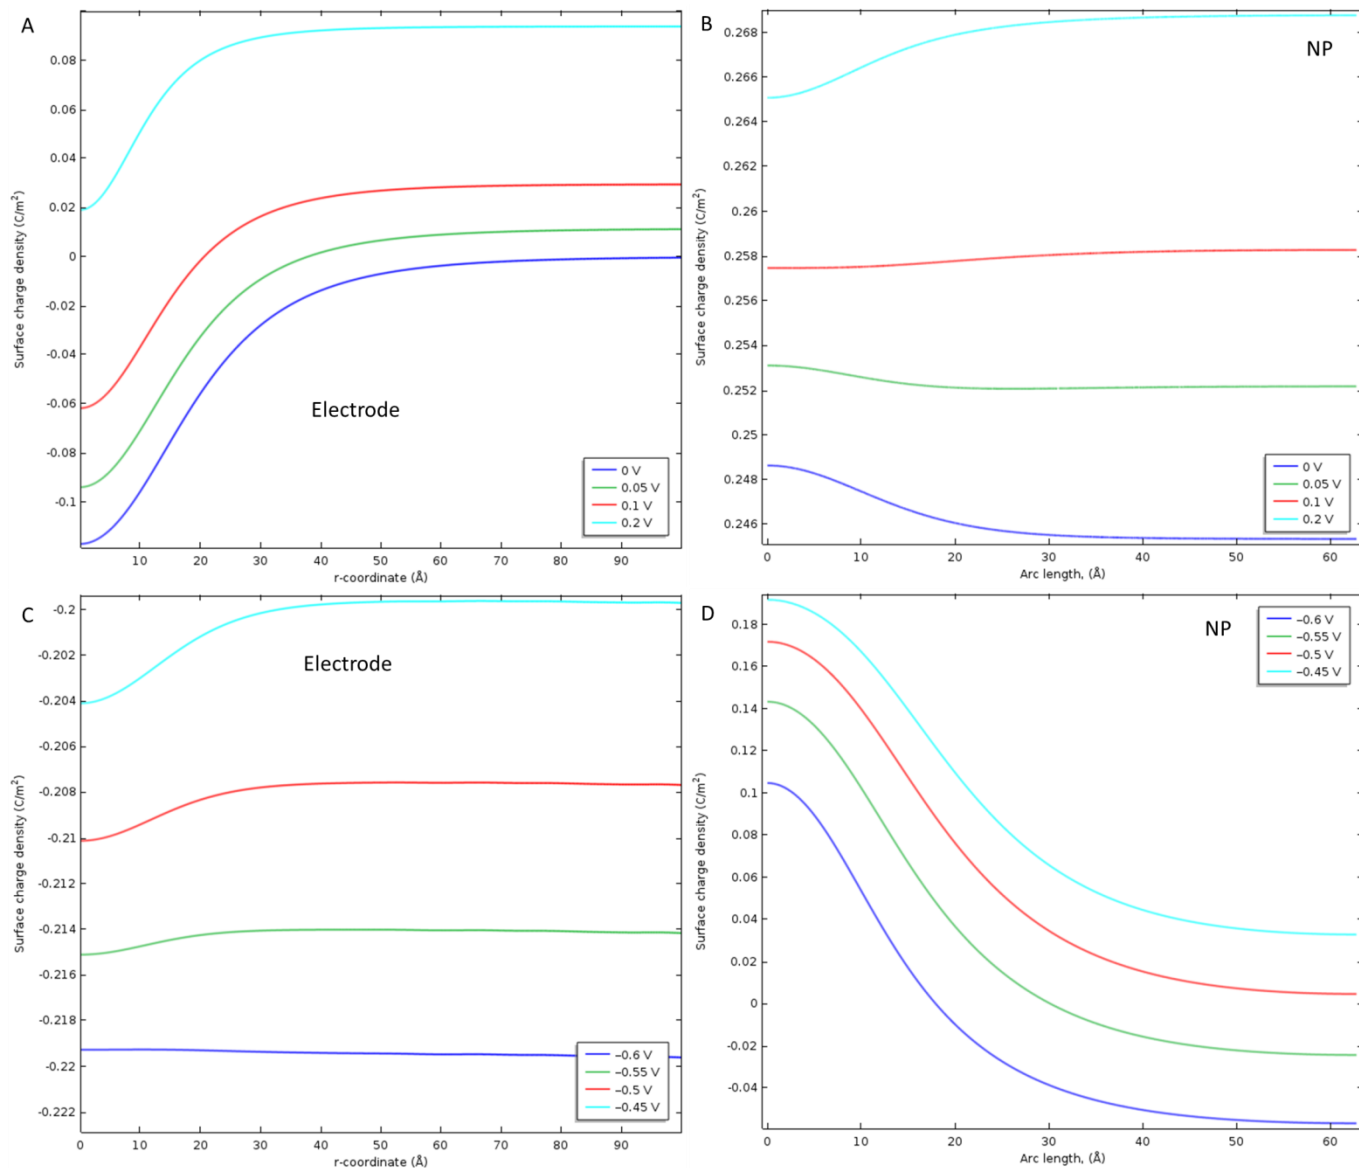 A
Surface charge density (C/m²)
0.08
0.06
0.04
0.02
0
-0.02
-0.04
-0.06
-0.08
-0.1
Electrode
0 V
0.05 V
0.1 V
0.2 V
0 10 20 30 40 50 60 70 80 90
r-coordinate (Å)
B
NP
Surface charge density (C/m²)
0.268
0.266
0.264
0.262
0.26
0.258
0.256
0.254
0.252
0.25
0.248
0.246
0 V
0.05 V
0.1 V
0.2 V
0 10 20 30 40 50 60
Arc length, (Å)
C
Electrode
Surface charge density (C/m²)
-0.2
-0.202
-0.204
-0.206
-0.208
-0.21
-0.212
-0.214
-0.216
-0.218
-0.22
-0.222
−0.6 V
−0.55 V
−0.5 V
−0.45 V
0 10 20 30 40 50 60 70 80 90
r-coordinate (Å)
D
NP
−0.6 V
−0.55 V
−0.5 V
−0.45 V
Surface charge density (C/m²)
0.18
0.16
0.14
0.12
0.1
0.08
0.06
0.04
0.02
0
-0.02
-0.04
0 10 20 30 40 50 60
Arc length, (Å)